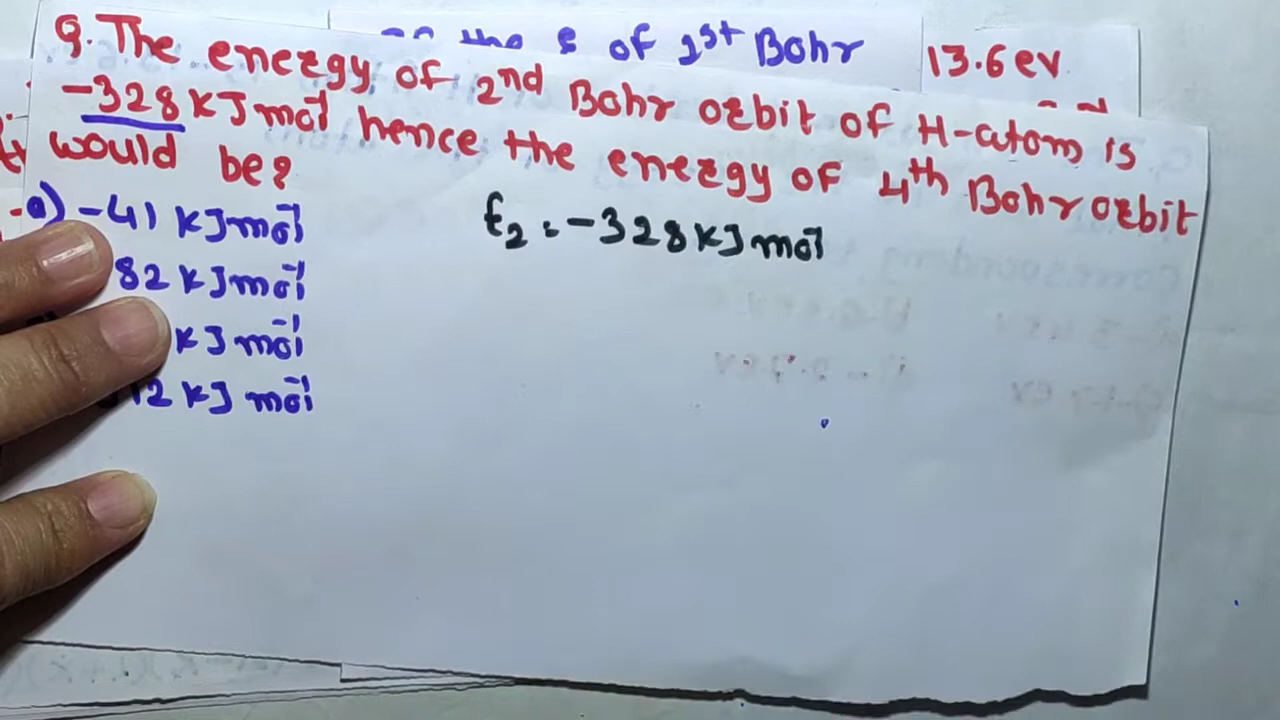 of 1st Bohr
13.6 ev
Q. The energy of 2nd Bohr orbit of H-atom is
-328 KJ mol̄¹ hence the energy of 4th Bohr orbit
would be?
a) -41 KJ mol̄¹
82 KJ mol̄¹
KJ mol̄¹
12 KJ mol̄¹
E₂ = -328 KJ mol̄¹